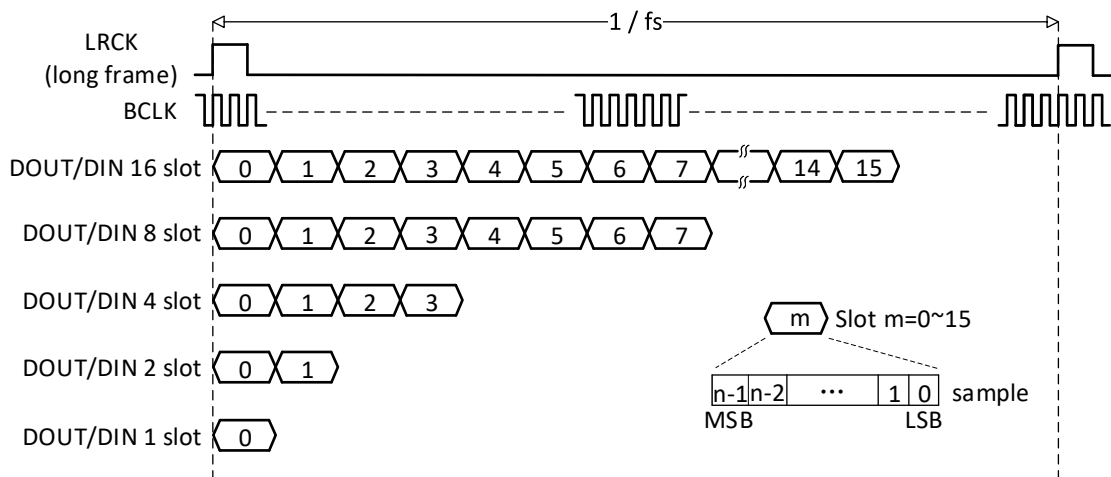 1 / fs
LRCK
(long frame)
BCLK
DOUT/DIN 16 slot 0 1 2 3 4 5 6 7 14 15
DOUT/DIN 8 slot 0 1 2 3 4 5 6 7
DOUT/DIN 4 slot 0 1 2 3
m Slot m=0~15
DOUT/DIN 2 slot 0 1
n-1 n-2 ··· 1 0 sample
MSB LSB
DOUT/DIN 1 slot 0